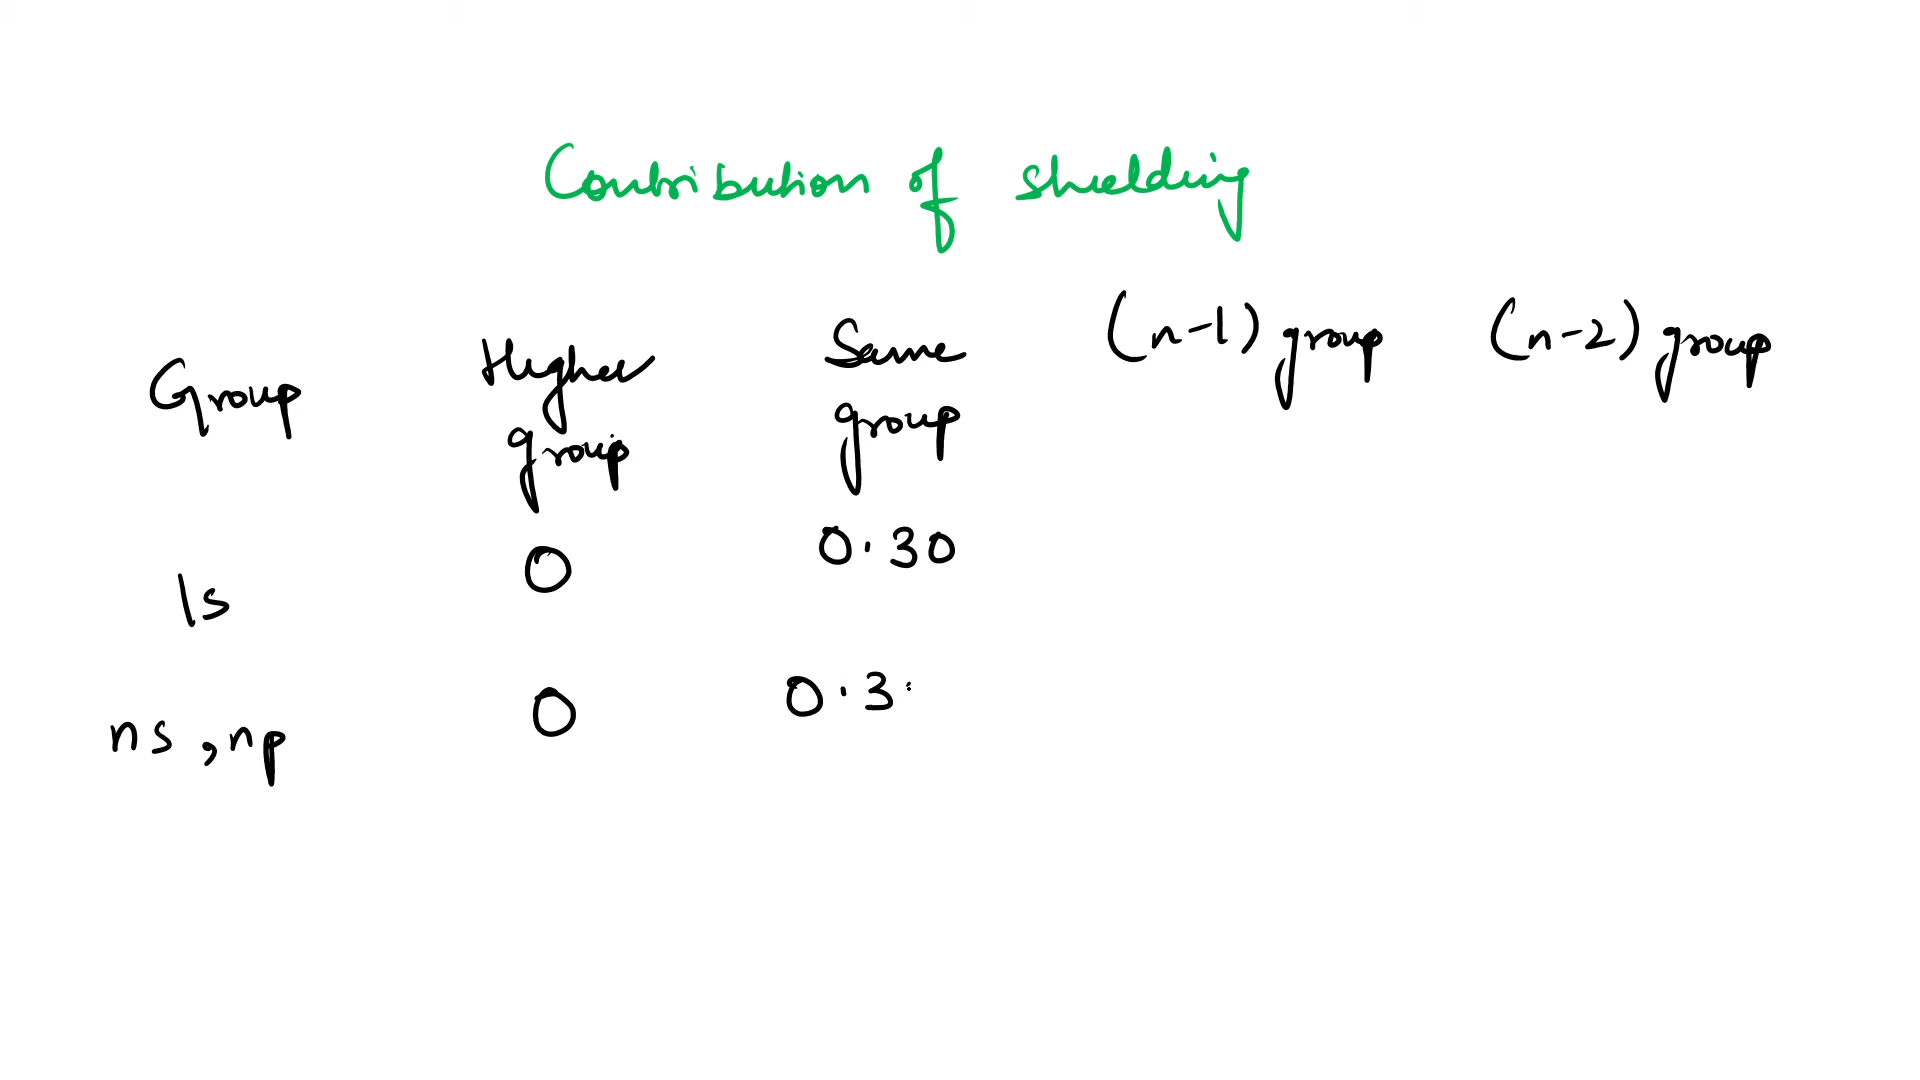 Contribution of shielding
Group Higher group Same group (n-1) group (n-2) group
1s 0 0.30
ns, np 0 0.3